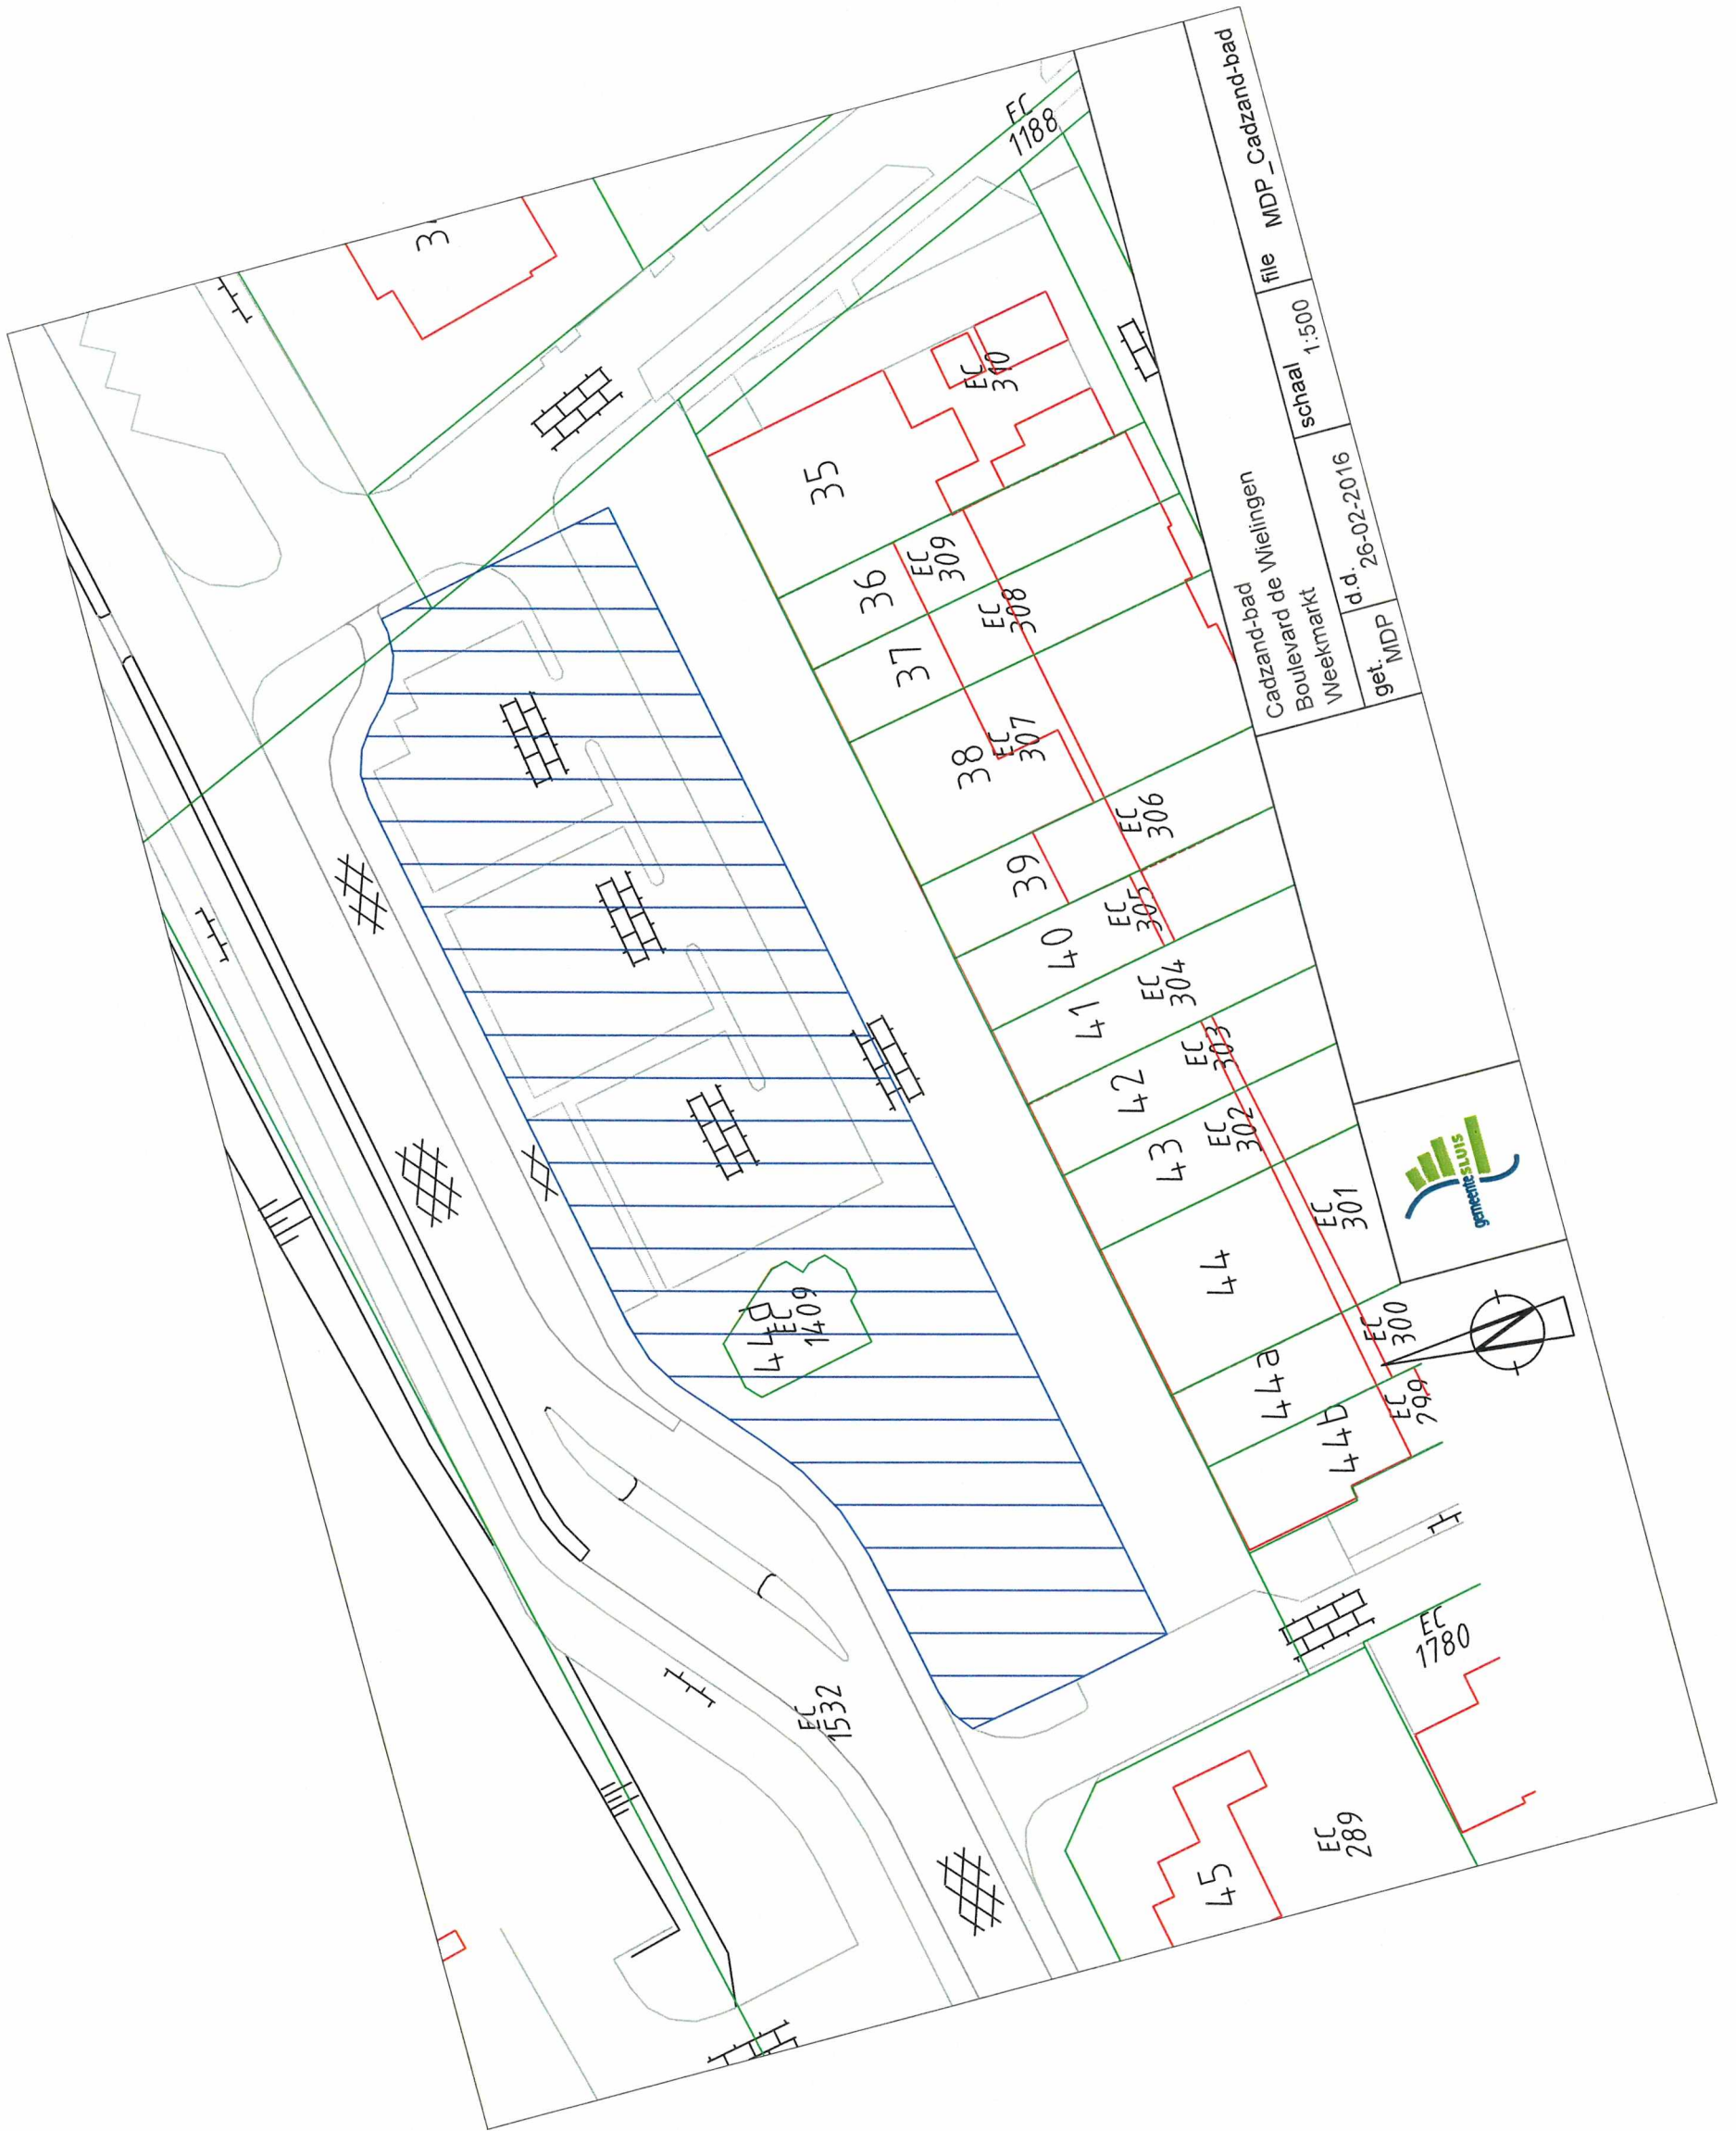 3
EC
1188
35
EC
310
36
EC
309
37
EC
308
38
EC
307
39
EC
306
40
EC
305
41
EC
304
42
EC
303
43
EC
302
44
EC
301
44a
EC
300
44b
EC
299
EC
1409
EC
1532
45
EC
289
EC
1780
Cadzand-bad
Boulevard de Wielingen
Weekmarkt
get.
MDP
d.d.
26-02-2016
schaal
1:500
file MDP_Cadzand-bad
gemeenteSLUIS